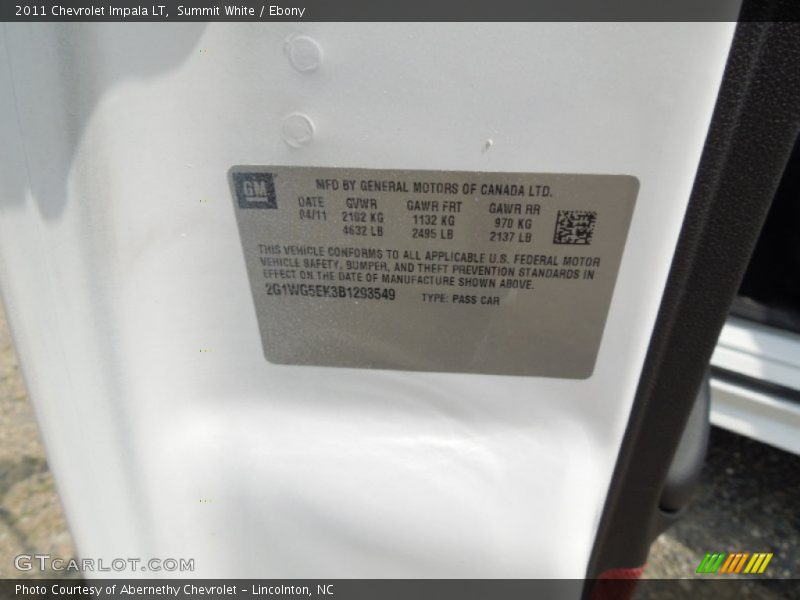 2011 Chevrolet Impala LT, Summit White / Ebony
GM
MFD BY GENERAL MOTORS OF CANADA LTD.
DATE GVWR GAWR FRT GAWR RR
04/11 2102 KG 1132 KG 970 KG
4632 LB 2495 LB 2137 LB
THIS VEHICLE CONFORMS TO ALL APPLICABLE U.S. FEDERAL MOTOR
VEHICLE SAFETY, BUMPER, AND THEFT PREVENTION STANDARDS IN
EFFECT ON THE DATE OF MANUFACTURE SHOWN ABOVE.
2G1WG5EK3B1293549 TYPE: PASS CAR
GTCARLOT.COM
Photo Courtesy of Abernethy Chevrolet - Lincolnton, NC